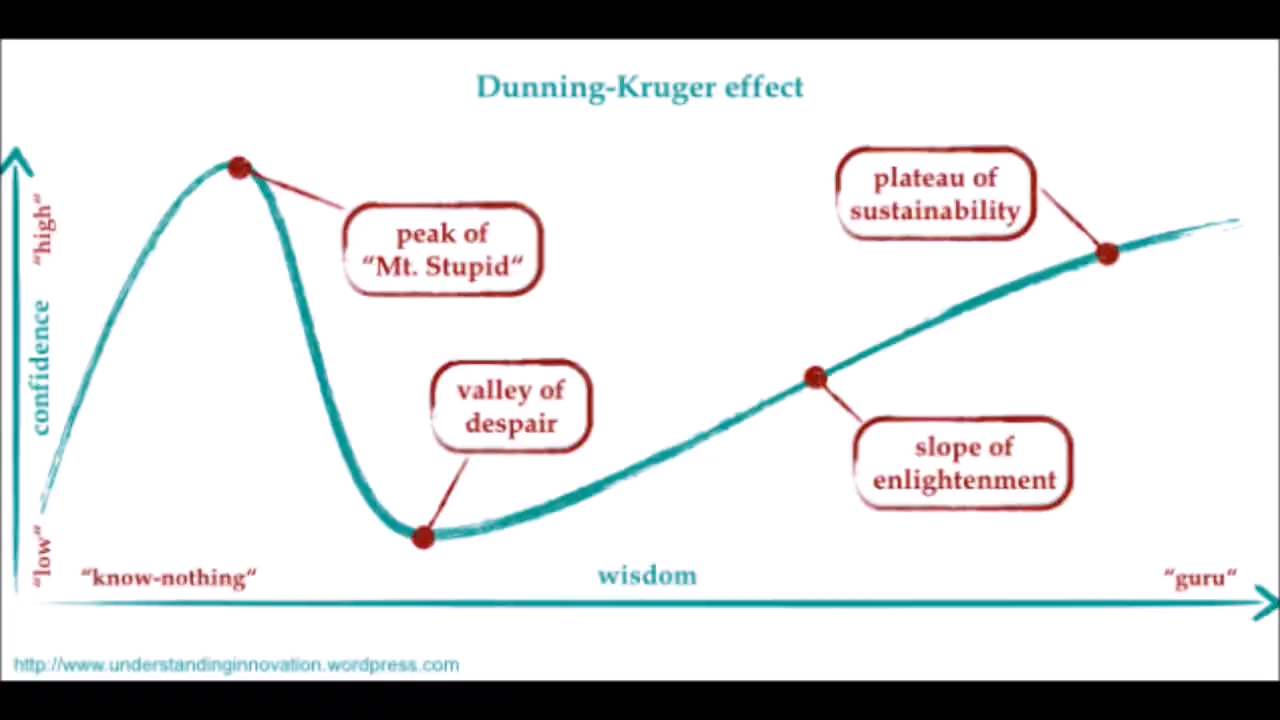 Dunning-Kruger effect
plateau of
sustainability
peak of
“Mt. Stupid“
“high“
confidence
“low“
valley of
despair
slope of
enlightenment
“know-nothing“
wisdom
“guru“
http://www.understandinginnovation.wordpress.com